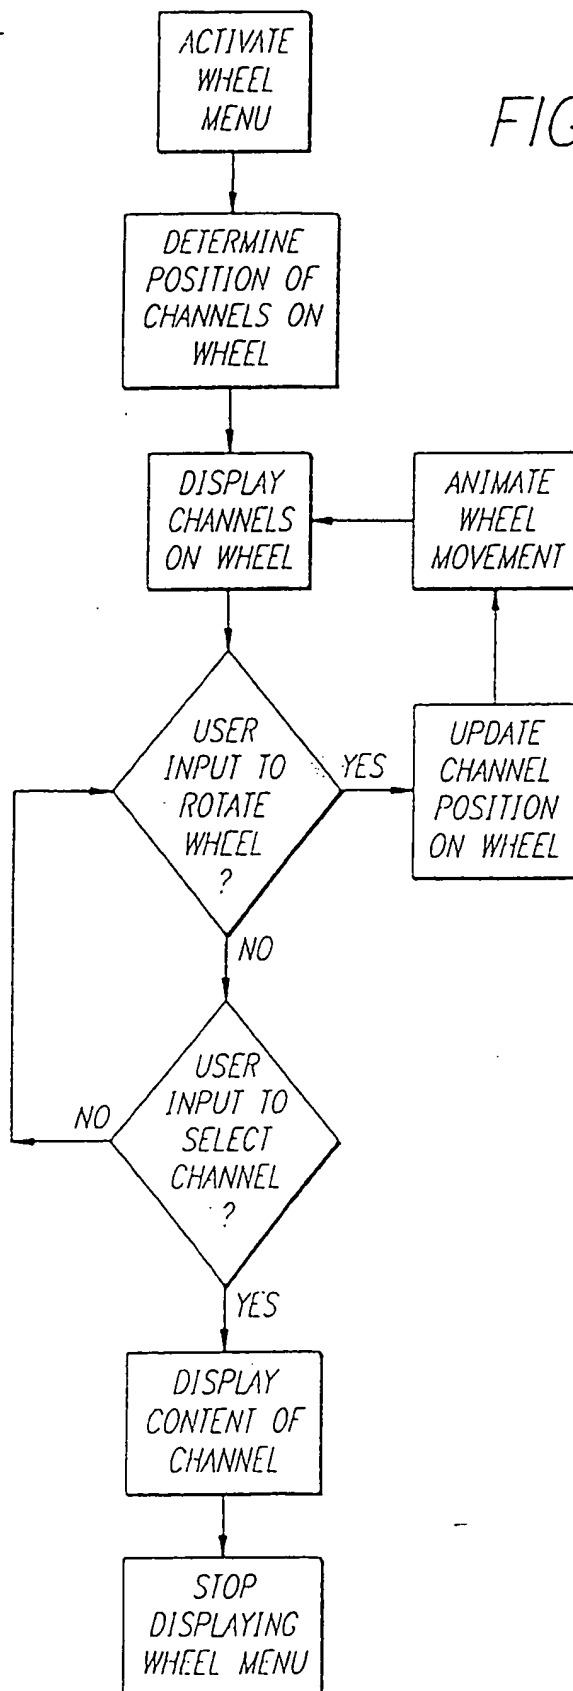 ACTIVATE
WHEEL
MENU
FIG
DETERMINE
POSITION OF
CHANNELS ON
WHEEL
DISPLAY
CHANNELS
ON WHEEL
ANIMATE
WHEEL
MOVEMENT
USER
INPUT TO
ROTATE
WHEEL
?
YES
UPDATE
CHANNEL
POSITION
ON WHEEL
NO
USER
INPUT TO
SELECT
CHANNEL
?
NO
YES
DISPLAY
CONTENT OF
CHANNEL
STOP
DISPLAYING
WHEEL MENU